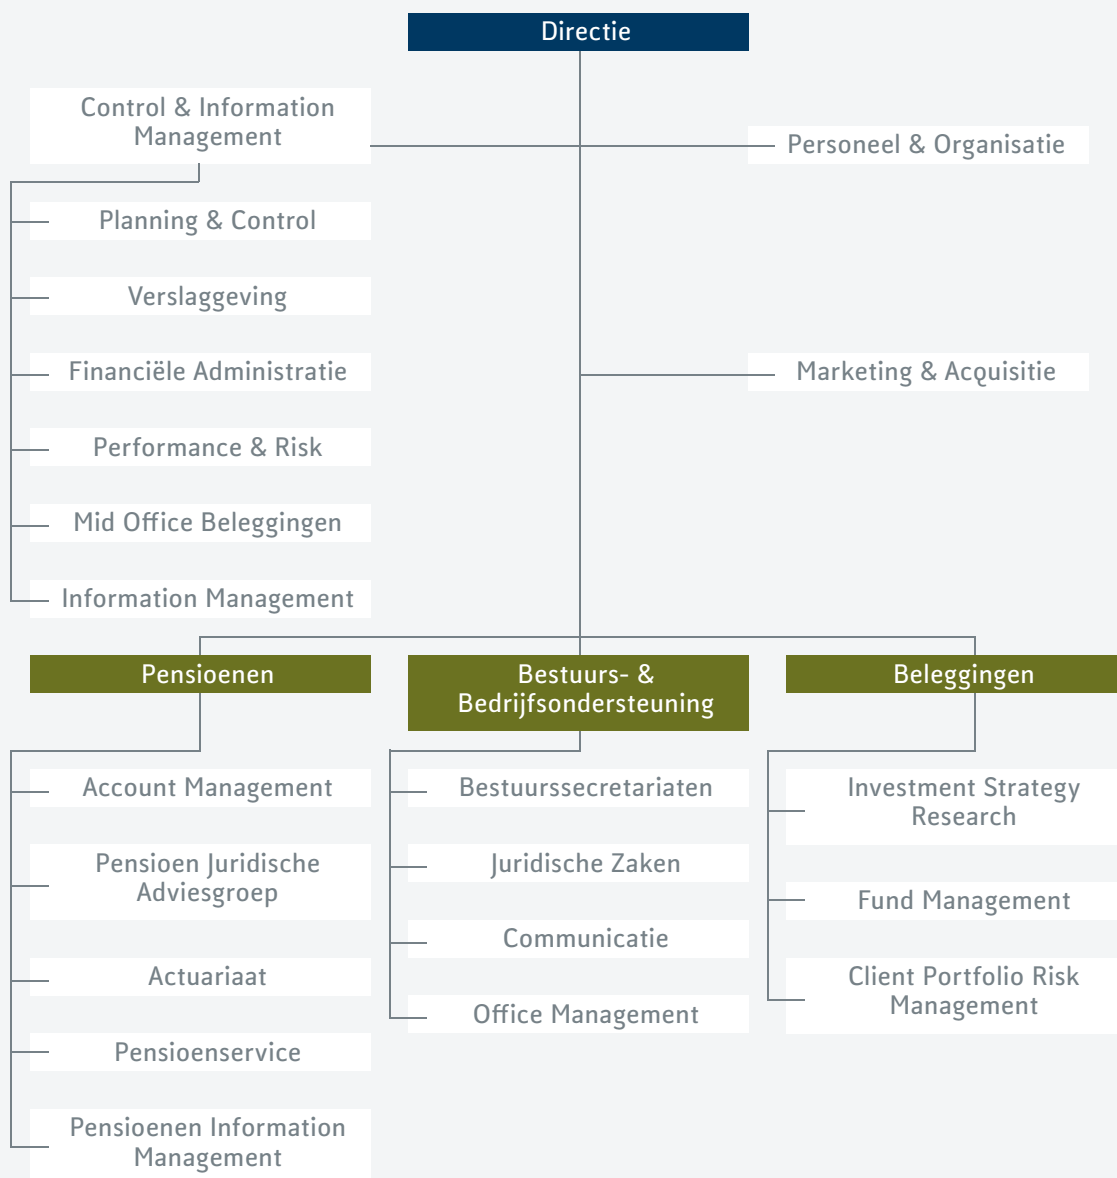 Directie
Control & Information
Management
Personeel & Organisatie
Planning & Control
Verslaggeving
Financiële Administratie
Marketing & Acquisitie
Performance & Risk
Mid Office Beleggingen
Information Management
Pensioenen
Bestuurs- &
Bedrijfsondersteuning
Beleggingen
Account Management
Pensioen Juridische
Adviesgroep
Actuariaat
Pensioenservice
Pensioenen Information
Management
Bestuurssecretariaten
Juridische Zaken
Communicatie
Office Management
Investment Strategy
Research
Fund Management
Client Portfolio Risk
Management